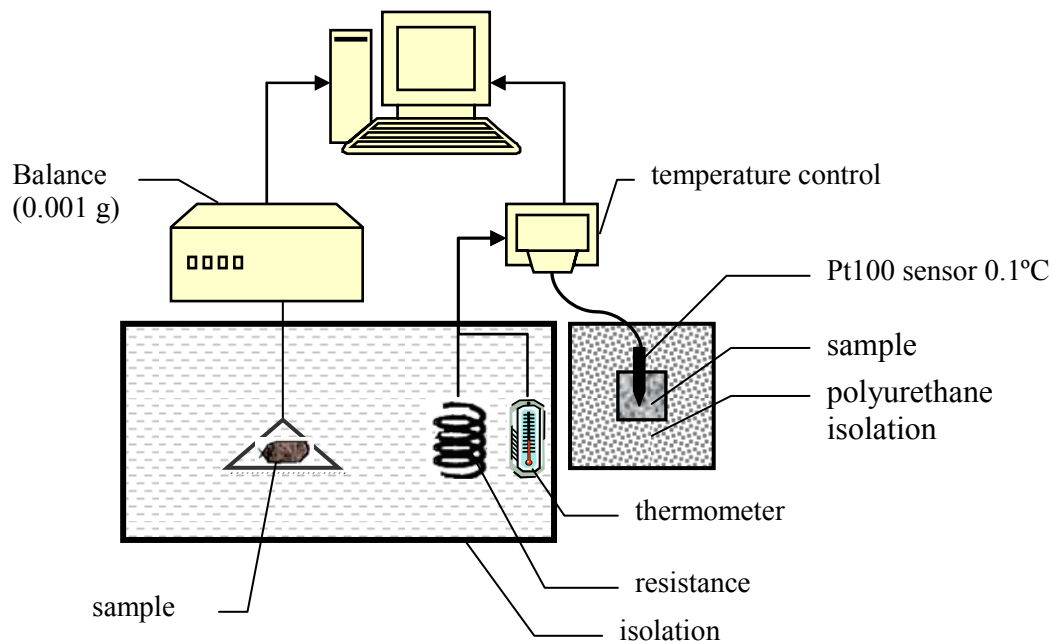 Balance
(0.001 g)
temperature control
Pt100 sensor 0.1ºC
sample
polyurethane
isolation
thermometer
resistance
sample
isolation